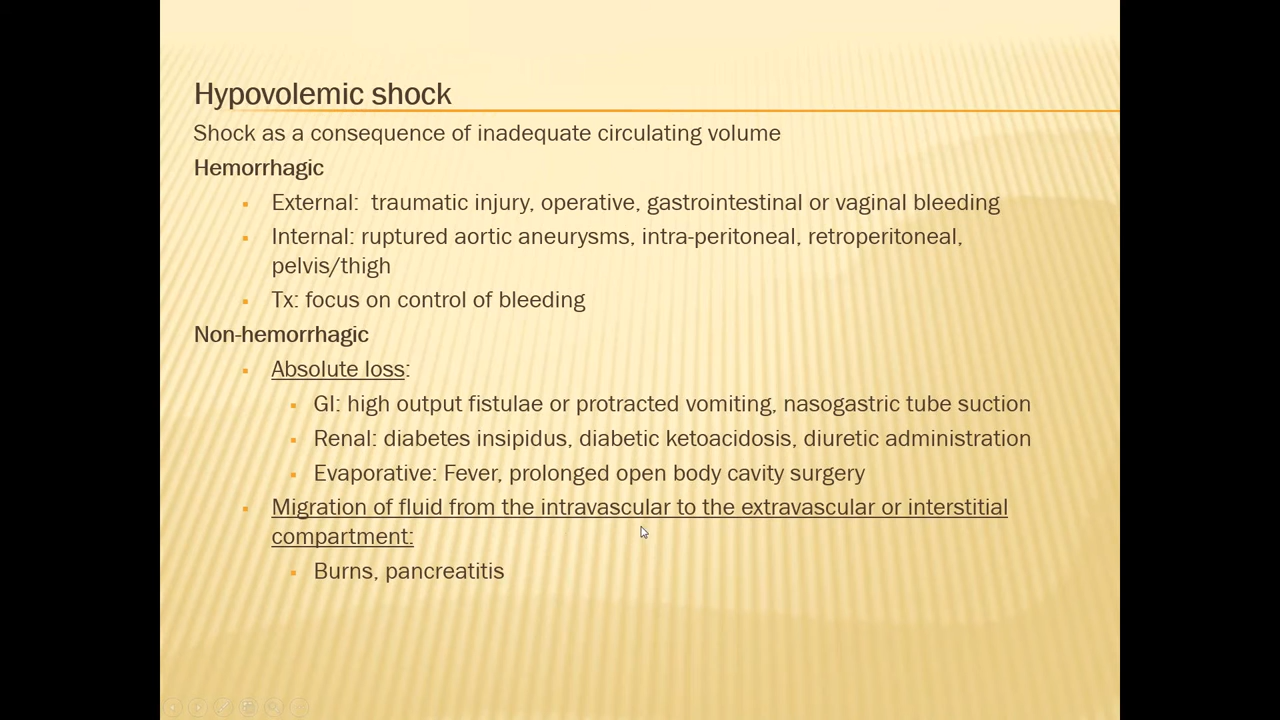 Hypovolemic shock
Shock as a consequence of inadequate circulating volume
Hemorrhagic
External:  traumatic injury, operative, gastrointestinal or vaginal bleeding
Internal: ruptured aortic aneurysms, intra-peritoneal, retroperitoneal,
pelvis/thigh
Tx: focus on control of bleeding
Non-hemorrhagic
Absolute loss:
GI: high output fistulae or protracted vomiting, nasogastric tube suction
Renal: diabetes insipidus, diabetic ketoacidosis, diuretic administration
Evaporative: Fever, prolonged open body cavity surgery
Migration of fluid from the intravascular to the extravascular or interstitial
compartment:
Burns, pancreatitis